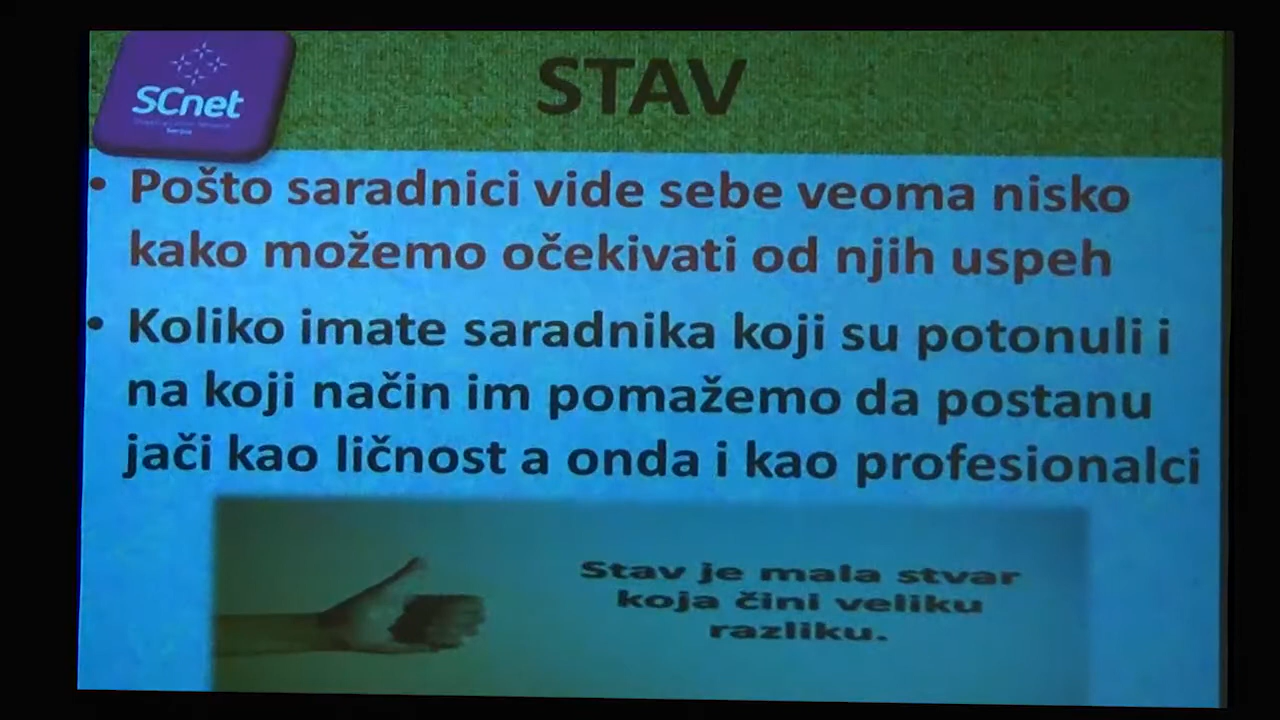 SCnet
Serbia
STAV
• Pošto saradnici vide sebe veoma nisko
kako možemo očekivati od njih uspeh
• Koliko imate saradnika koji su potonuli i
na koji način im pomažemo da postanu
jači kao ličnost a onda i kao profesionalci
Stav je mala stvar
koja čini veliku
razliku.